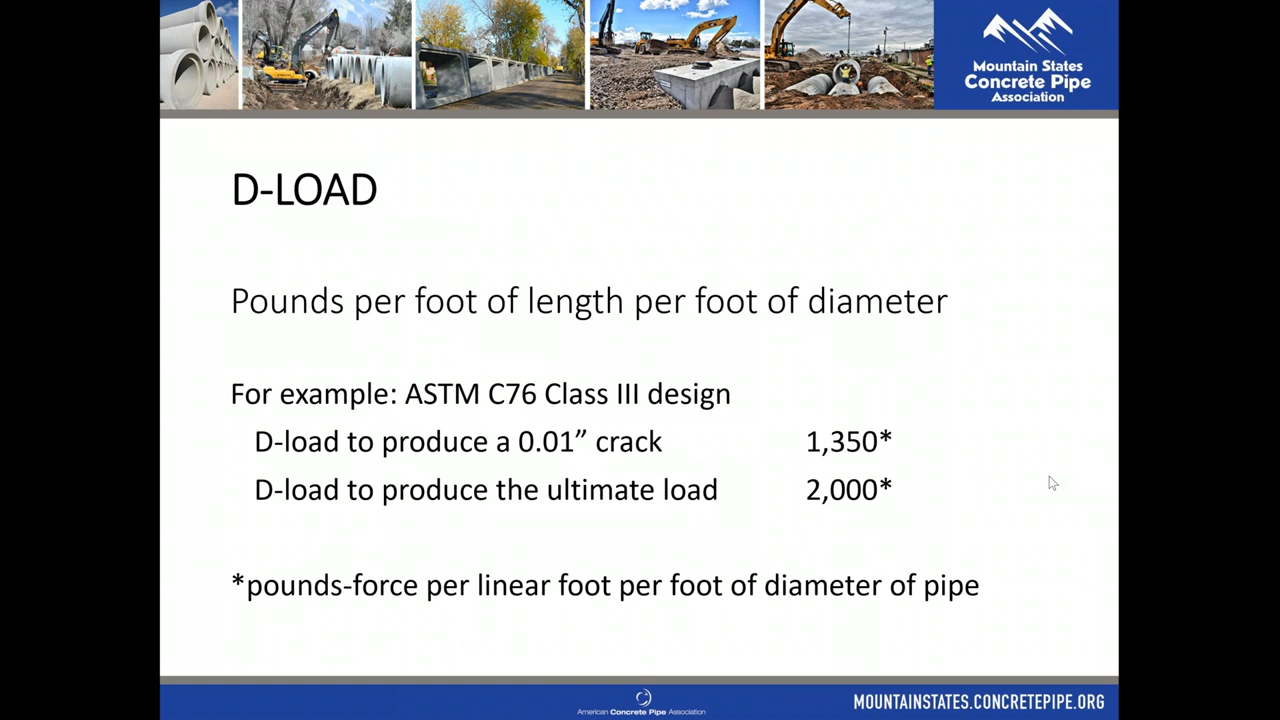 Mountain States
Concrete Pipe
Association
D-LOAD
Pounds per foot of length per foot of diameter
For example: ASTM C76 Class III design
D-load to produce a 0.01” crack 1,350*
D-load to produce the ultimate load 2,000*
*pounds-force per linear foot per foot of diameter of pipe
American Concrete Pipe Association
MOUNTAINSTATES.CONCRETEPIPE.ORG